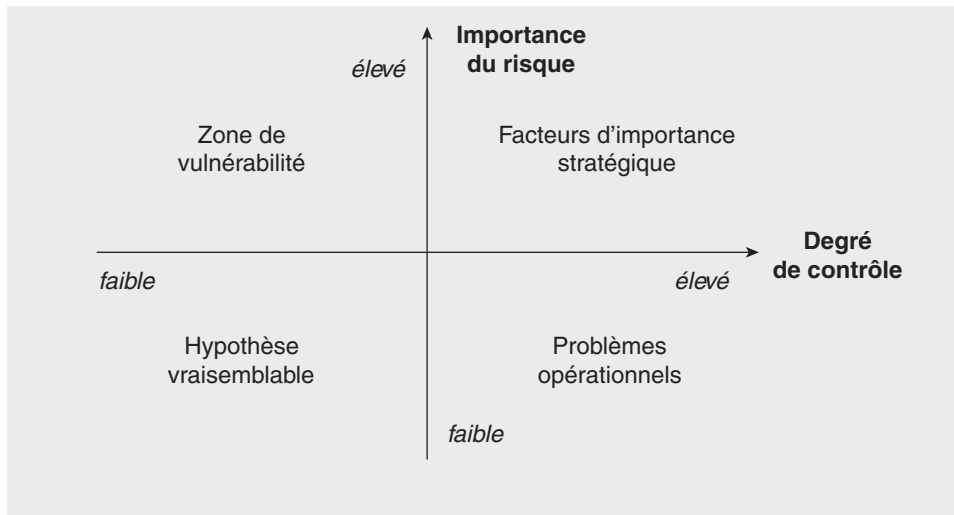 Importance
du risque
élevé
Zone de
vulnérabilité
Facteurs d'importance
stratégique
Degré
de contrôle
faible
élevé
Hypothèse
vraisemblable
Problèmes
opérationnels
faible